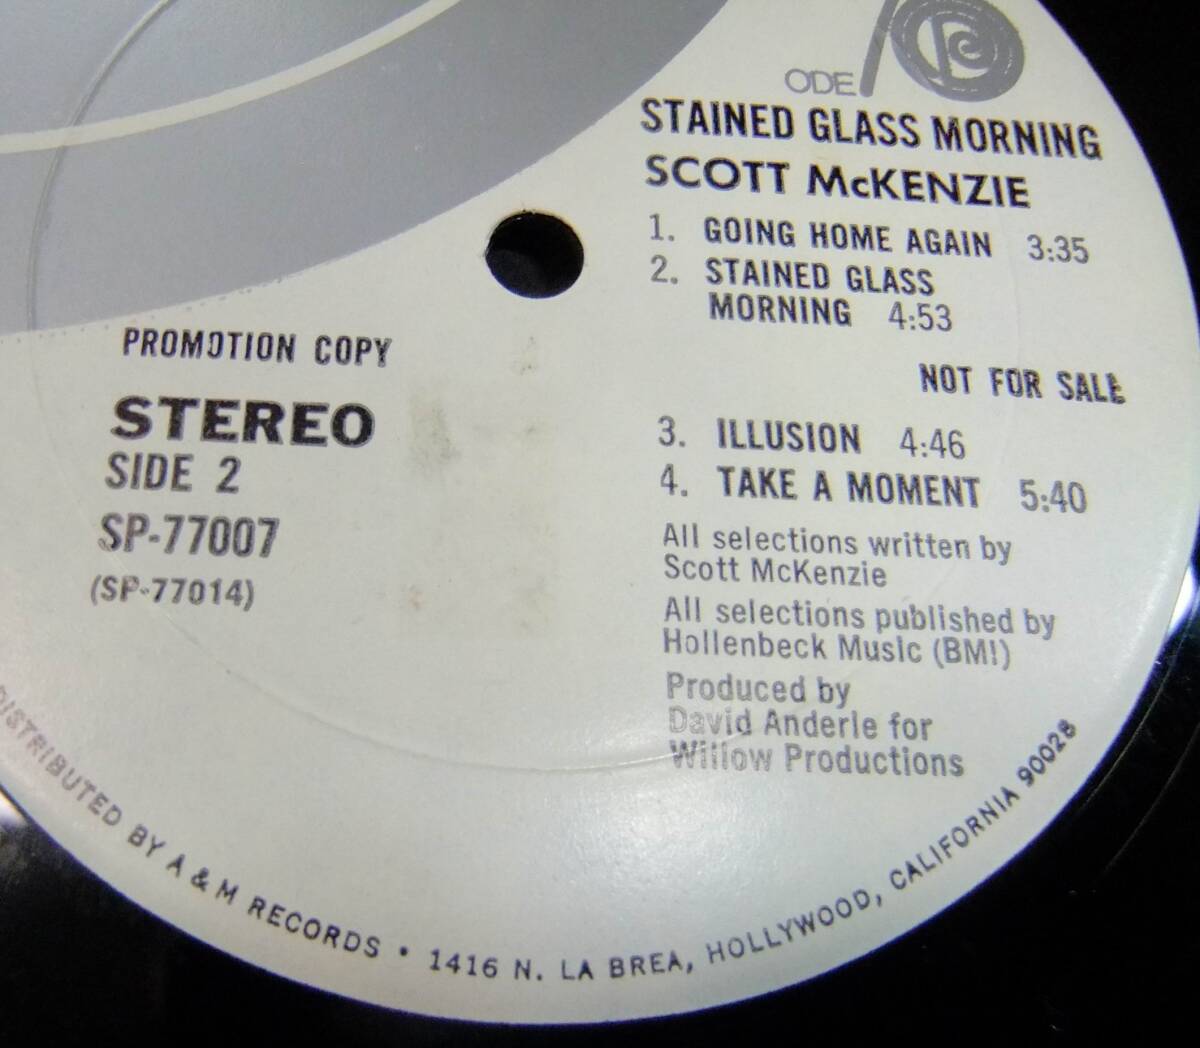 ODE
STAINED GLASS MORNING
SCOTT McKENZIE
1. GOING HOME AGAIN 3:35
2. STAINED GLASS
MORNING 4:53
NOT FOR SALE
3. ILLUSION 4:46
4. TAKE A MOMENT 5:40
All selections written by
Scott McKenzie
All selections published by
Hollenbeck Music (BMI)
Produced by
David Anderle for
Willow Productions
PROMOTION COPY
STEREO
SIDE 2
SP-77007
(SP-77014)
DISTRIBUTED BY A & M RECORDS • 1416 N. LA BREA, HOLLYWOOD, CALIFORNIA 90028